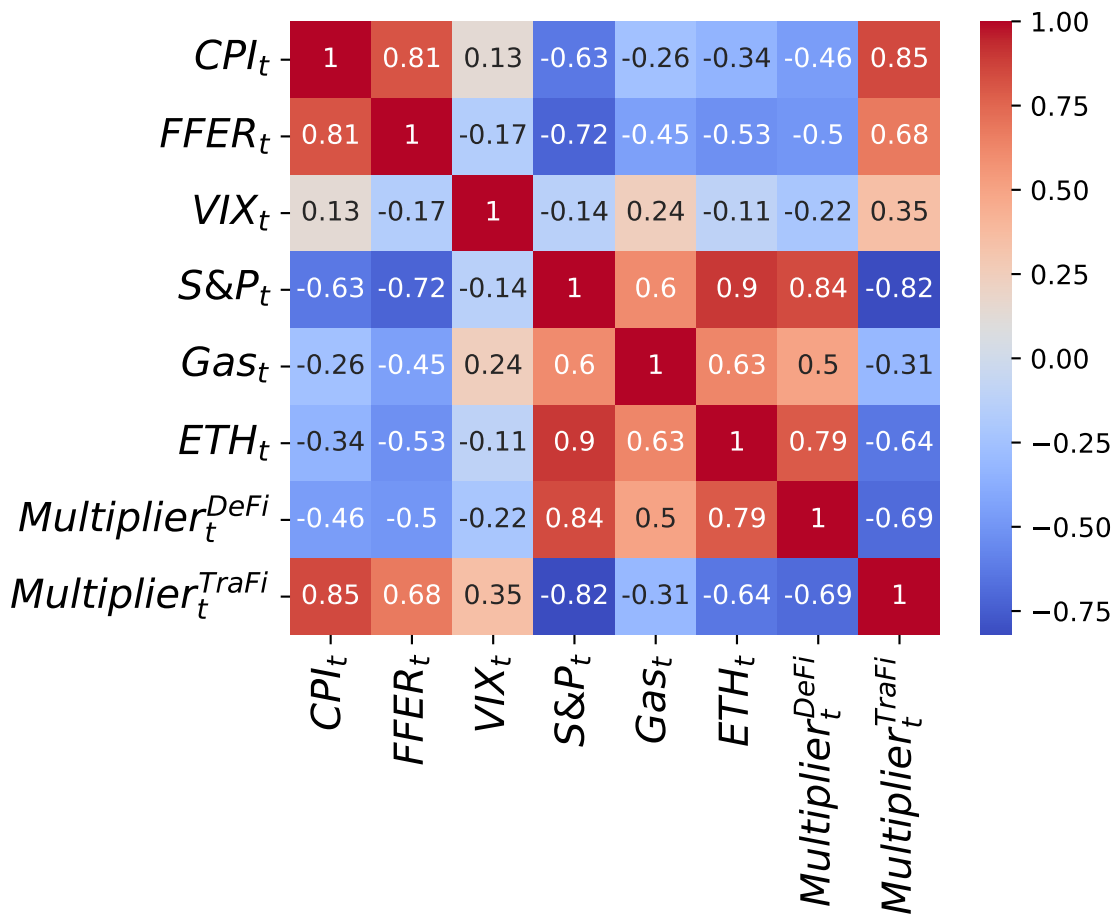 CPI_t 1 0.81 0.13 -0.63 -0.26 -0.34 -0.46 0.85
FFER_t 0.81 1 -0.17 -0.72 -0.45 -0.53 -0.5 0.68
VIX_t 0.13 -0.17 1 -0.14 0.24 -0.11 -0.22 0.35
S&P_t -0.63 -0.72 -0.14 1 0.6 0.9 0.84 -0.82
Gas_t -0.26 -0.45 0.24 0.6 1 0.63 0.5 -0.31
ETH_t -0.34 -0.53 -0.11 0.9 0.63 1 0.79 -0.64
Multiplier_t^DeFi -0.46 -0.5 -0.22 0.84 0.5 0.79 1 -0.69
Multiplier_t^TraFi 0.85 0.68 0.35 -0.82 -0.31 -0.64 -0.69 1
CPI_t
FFER_t
VIX_t
S&P_t
Gas_t
ETH_t
Multiplier_t^DeFi
Multiplier_t^TraFi
1.00
0.75
0.50
0.25
0.00
−0.25
−0.50
−0.75